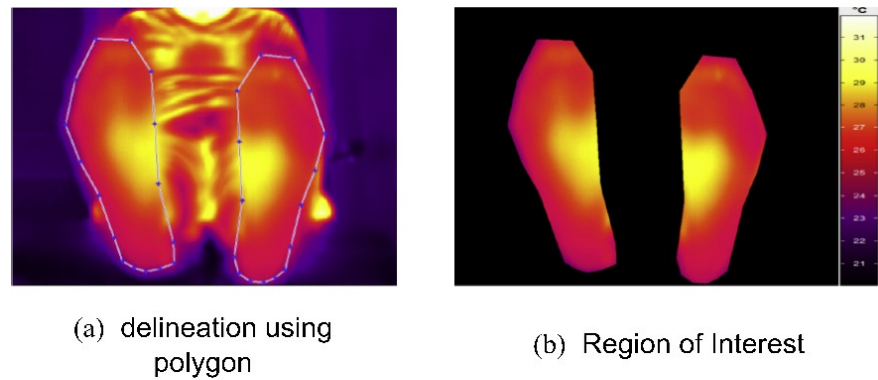 °C
31
30
29
28
27
26
25
24
23
22
21
(a) delineation using
polygon
(b) Region of Interest